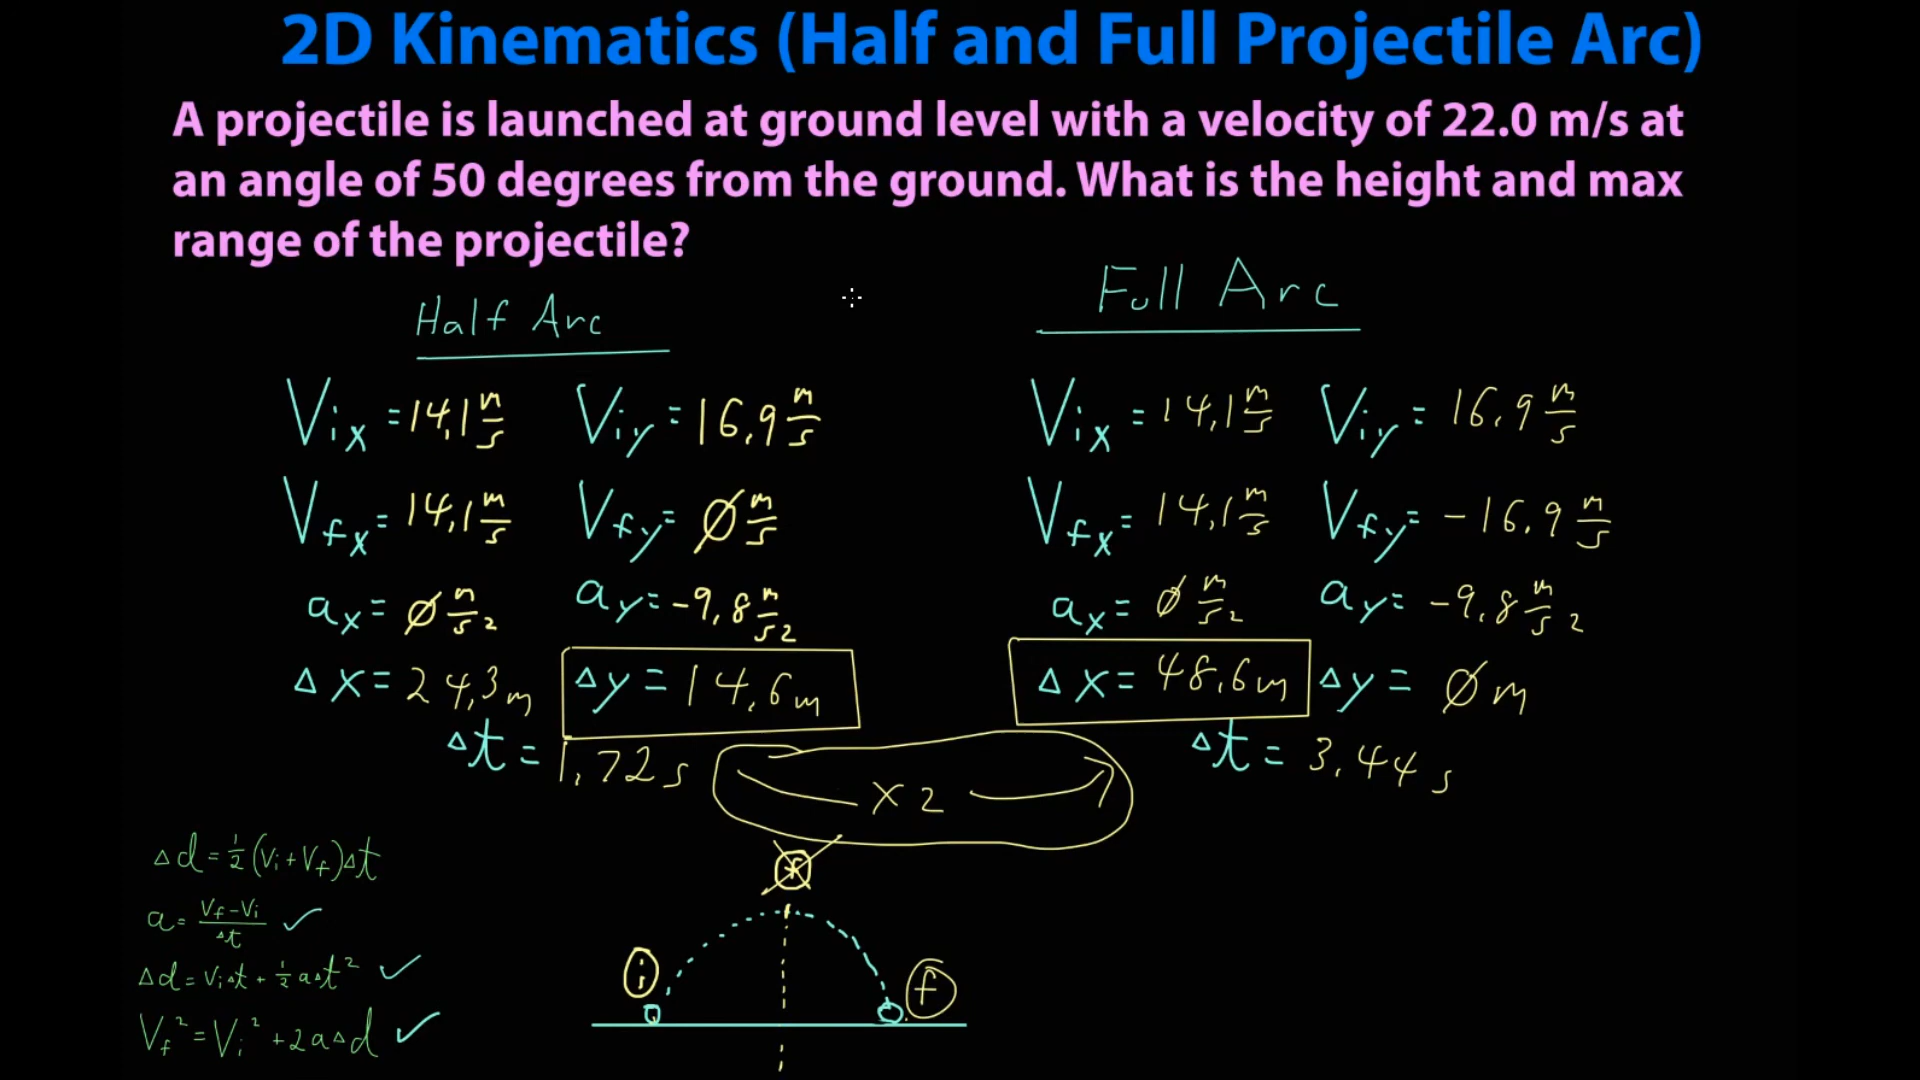 2D Kinematics (Half and Full Projectile Arc)
A projectile is launched at ground level with a velocity of 22.0 m/s at
an angle of 50 degrees from the ground. What is the height and max
range of the projectile?
Half Arc
Vix = 14.1 m/s Viy = 16.9 m/s
Vfx = 14.1 m/s Vfy = Ø m/s
ax = Ø m/s² ay = -9.8 m/s²
Δx = 24.3m Δy = 14.6m
Δt = 1.72s
Full Arc
Vix = 14.1 m/s Viy = 16.9 m/s
Vfx = 14.1 m/s Vfy = -16.9 m/s
ax = Ø m/s² ay = -9.8 m/s²
Δx = 48.6m Δy = Ø m
Δt = 3.44s
x2
Δd = ½(Vi+Vf)Δt
a = Vf-Vi/Δt ✓
Δd = ViΔt + ½aΔt² ✓
Vf² = Vi² + 2aΔd ✓
f
i
f